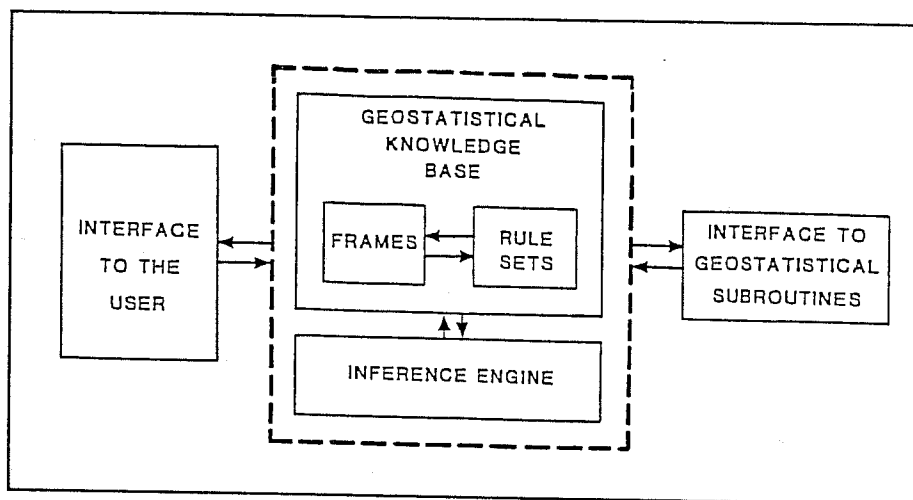 GEOSTATISTICAL
KNOWLEDGE
BASE
INTERFACE
TO THE
USER
FRAMES
RULE
SETS
INTERFACE TO
GEOSTATISTICAL
SUBROUTINES
INFERENCE ENGINE